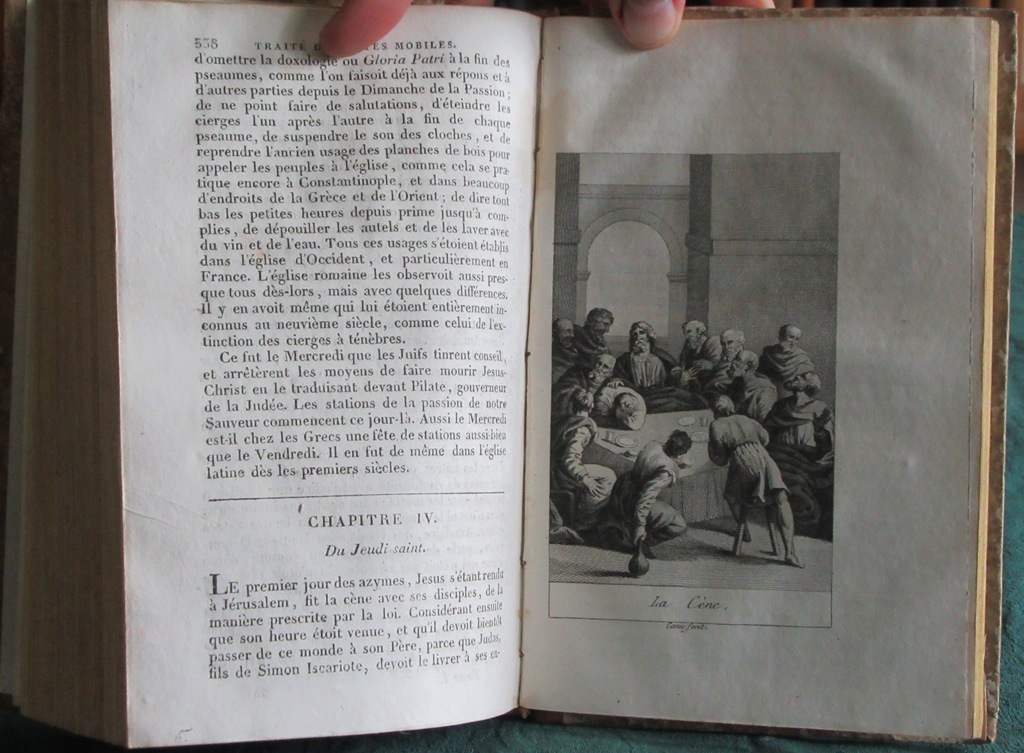 558 TRAITÉ D TES MOBILES.
d'omettre la doxologie ou Gloria Patri à la fin des
pseaumes, comme l'on faisoit déjà aux répons et à
d'autres parties depuis le Dimanche de la Passion;
de ne point faire de salutations, d'éteindre les
cierges l'un après l'autre à la fin de chaque
pseaume, de suspendre le son des cloches, et de
reprendre l'ancien usage des planches de bois pour
appeler les peuples à l'église, comme cela se pra-
tique encore à Constantinople, et dans beaucoup
d'endroits de la Grèce et de l'Orient; de dire tout
bas les petites heures depuis prime jusqu'à com-
plies, de dépouiller les autels et de les laver avec
du vin et de l'eau. Tous ces usages s'étoient établis
dans l'église d'Occident, et particulièrement en
France. L'église romaine les observoit aussi pres-
que tous dès-lors, mais avec quelques différences.
Il y en avoit même qui lui étoient entièrement in-
connus au neuvième siècle, comme celui de l'ex-
tinction des cierges à ténèbres.
Ce fut le Mercredi que les Juifs tinrent conseil,
et arrêtèrent les moyens de faire mourir Jesus-
Christ en le traduisant devant Pilate, gouverneur
de la Judée. Les stations de la passion de notre
Sauveur commencent ce jour-là. Aussi le Mercredi
est-il chez les Grecs une fête de stations aussi-bien
que le Vendredi. Il en fut de même dans l'église
latine dès les premiers siècles.
CHAPITRE IV.
Du Jeudi saint.
LE premier jour des azymes, Jesus s'étant rendu
à Jérusalem, fit la cène avec ses disciples, de la
manière prescrite par la loi. Considérant ensuite
que son heure étoit venue, et qu'il devoit bientôt
passer de ce monde à son Père, parce que Judas,
fils de Simon Iscariote, devoit le livrer à ses en-
La Cène.